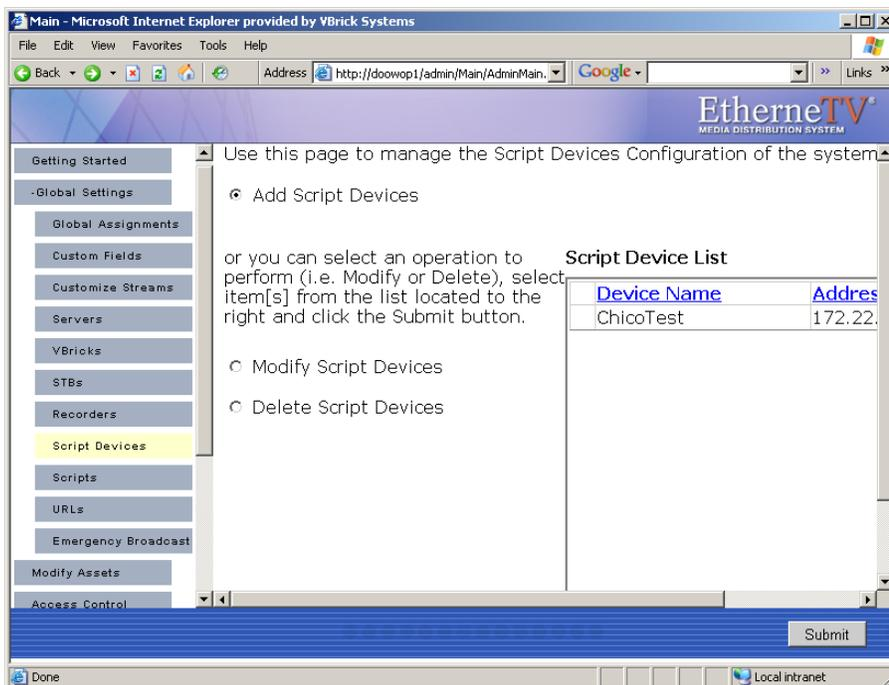 Main - Microsoft Internet Explorer provided by VBrick Systems
File Edit View Favorites Tools Help
Back Address http://doowop1/admin/Main/AdminMain. Google Links »
EtherneTV
MEDIA DISTRIBUTION SYSTEM
Getting Started
-Global Settings
Global Assignments
Custom Fields
Customize Streams
Servers
VBricks
STBs
Recorders
Script Devices
Scripts
URLs
Emergency Broadcast
Modify Assets
Access Control
Use this page to manage the Script Devices Configuration of the system
Add Script Devices
or you can select an operation to
perform (i.e. Modify or Delete), select
item[s] from the list located to the
right and click the Submit button.
Modify Script Devices
Delete Script Devices
Script Device List
Device Name Addres
ChicoTest 172.22.
Submit
Done Local intranet